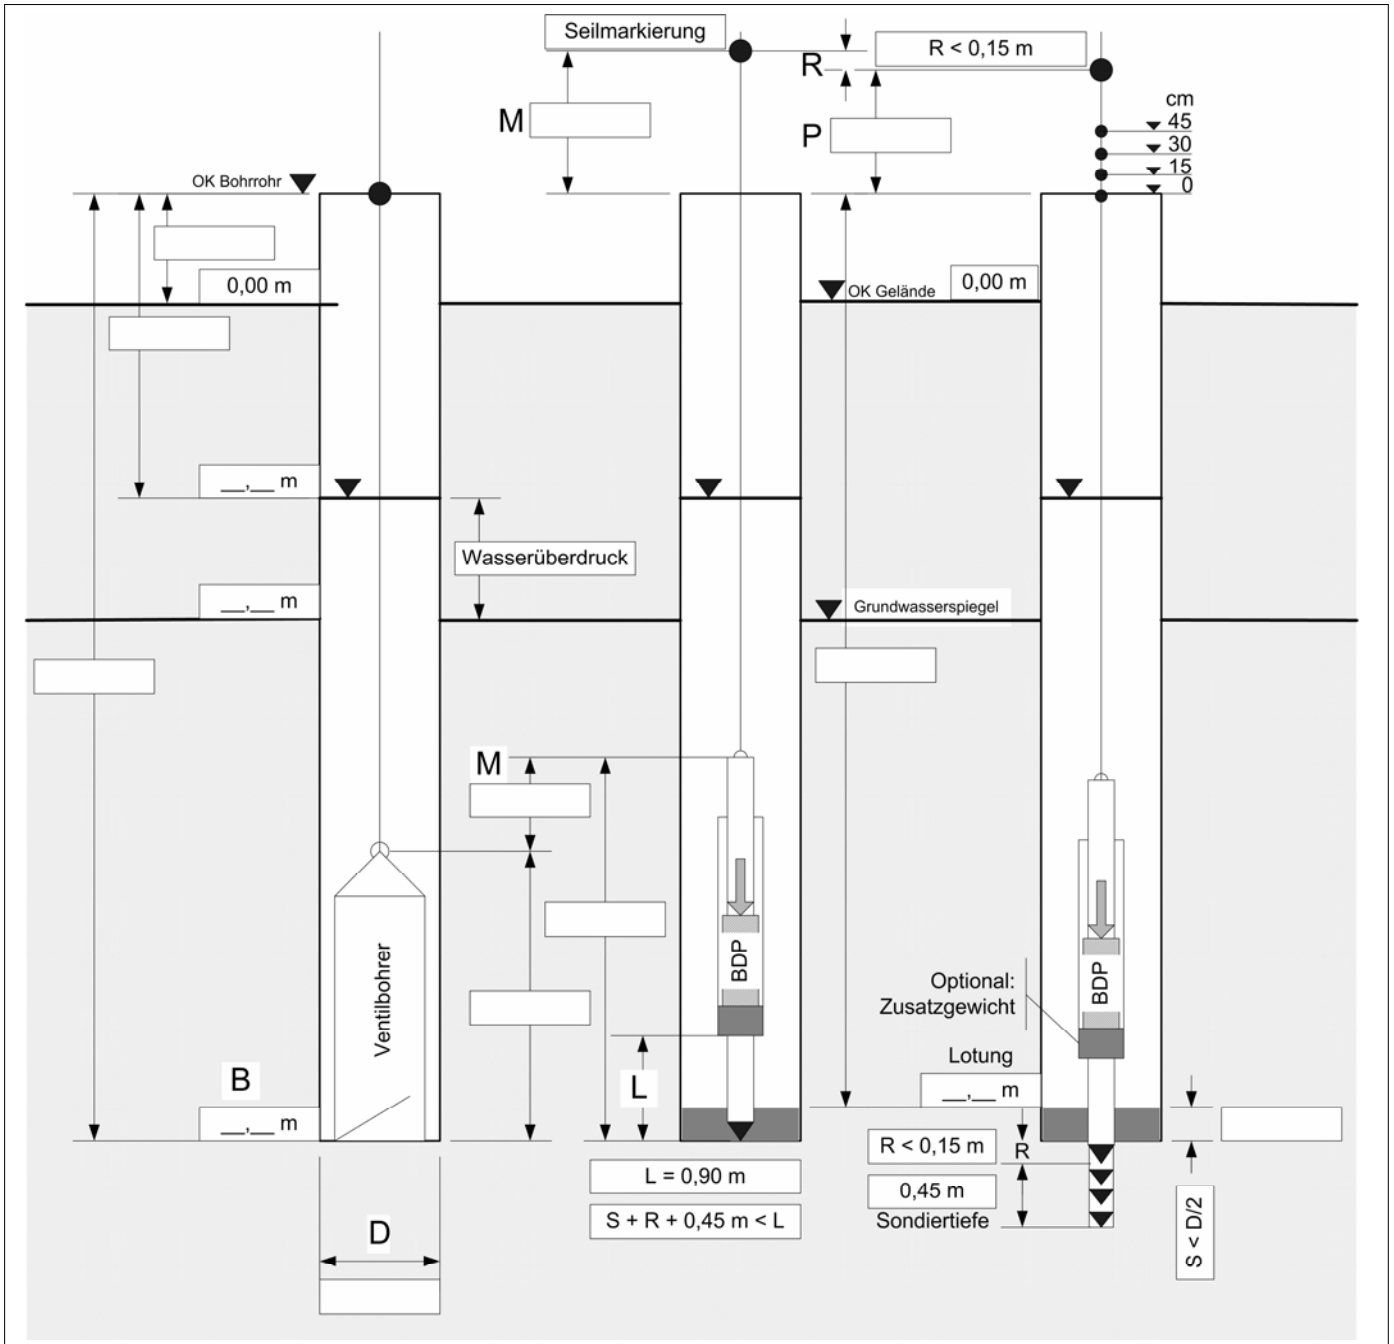 Seilmarkierung
R < 0,15 m
R
M
P
cm
45
30
15
0
OK Bohrrohr
0,00 m
OK Gelände
0,00 m
__,__ m
Wasserüberdruck
__,__ m
Grundwasserspiegel
M
Ventilbohrer
BDP
BDP
Optional:
Zusatzgewicht
Lotung
__,__ m
B
__,__ m
L
R < 0,15 m
R
L = 0,90 m
0,45 m
Sondiertiefe
S + R + 0,45 m < L
S < D/2
D